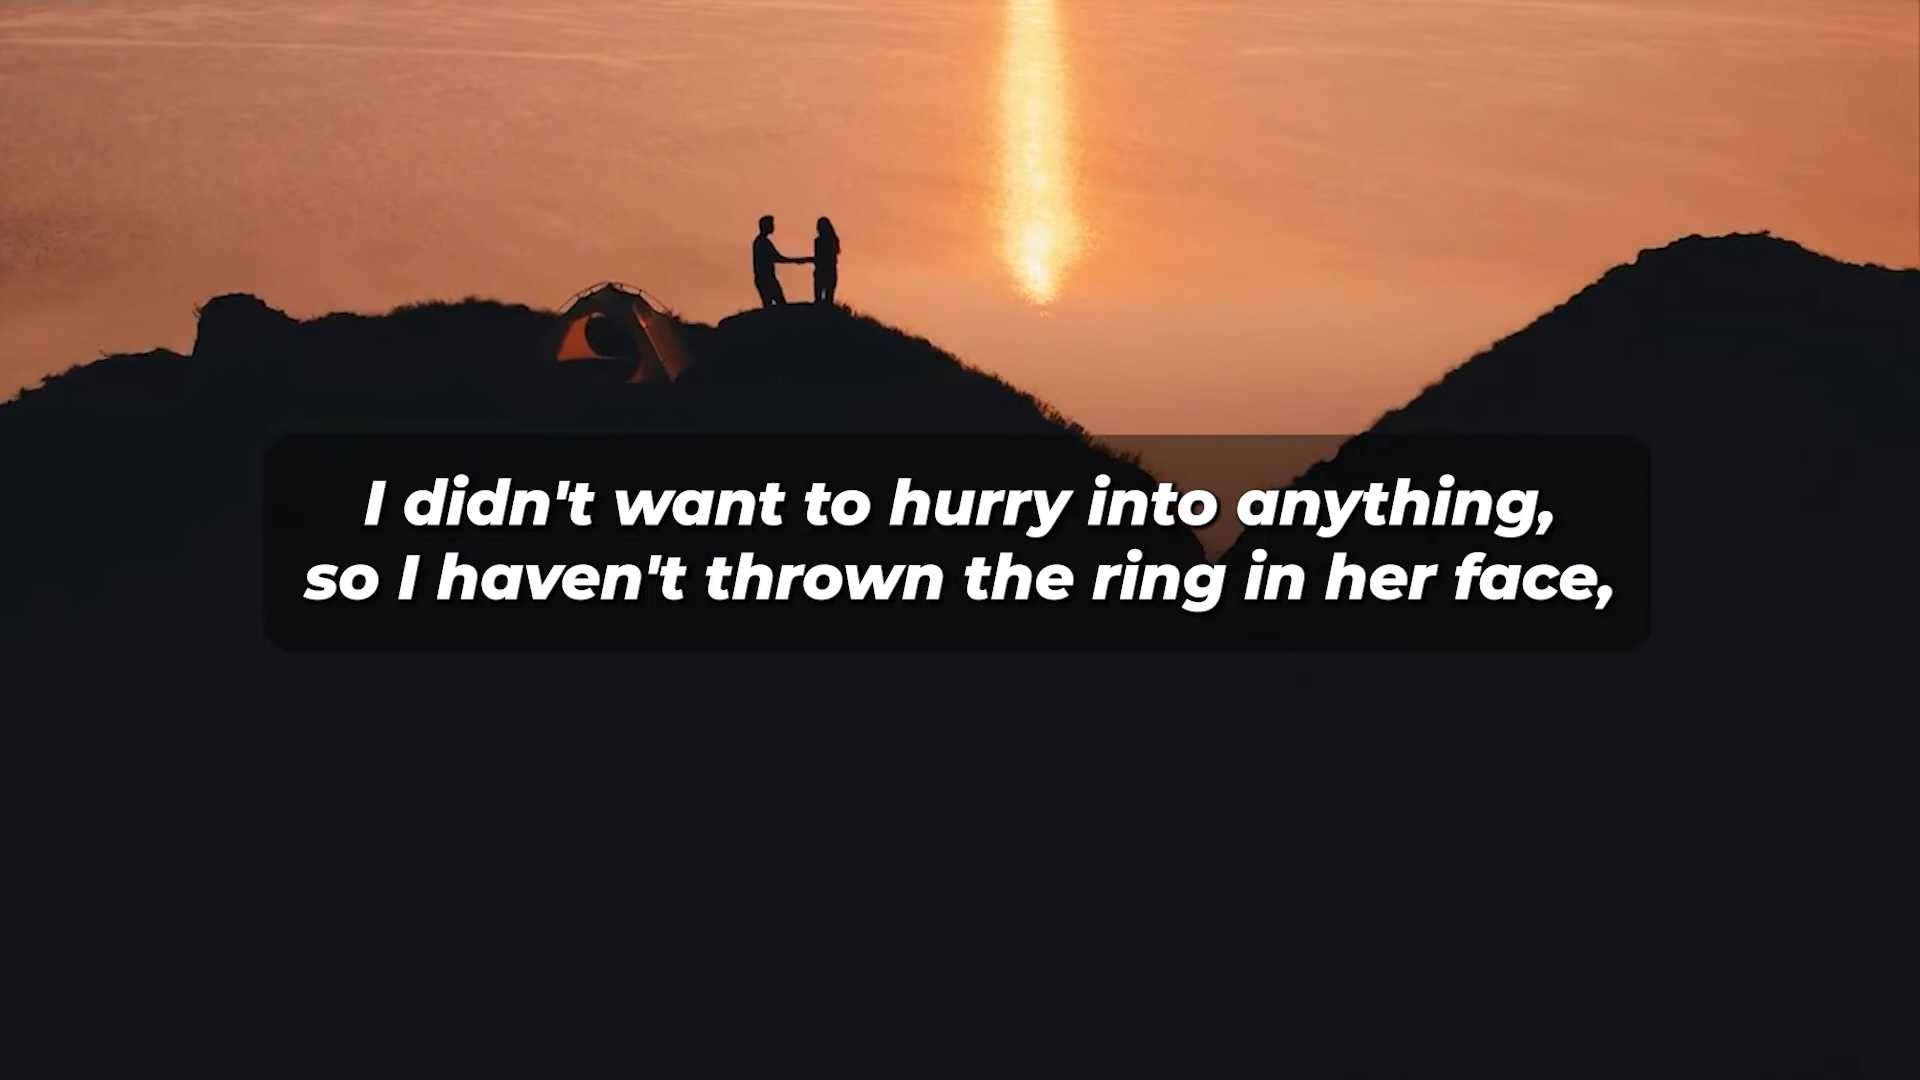 I didn't want to hurry into anything,
so I haven't thrown the ring in her face,